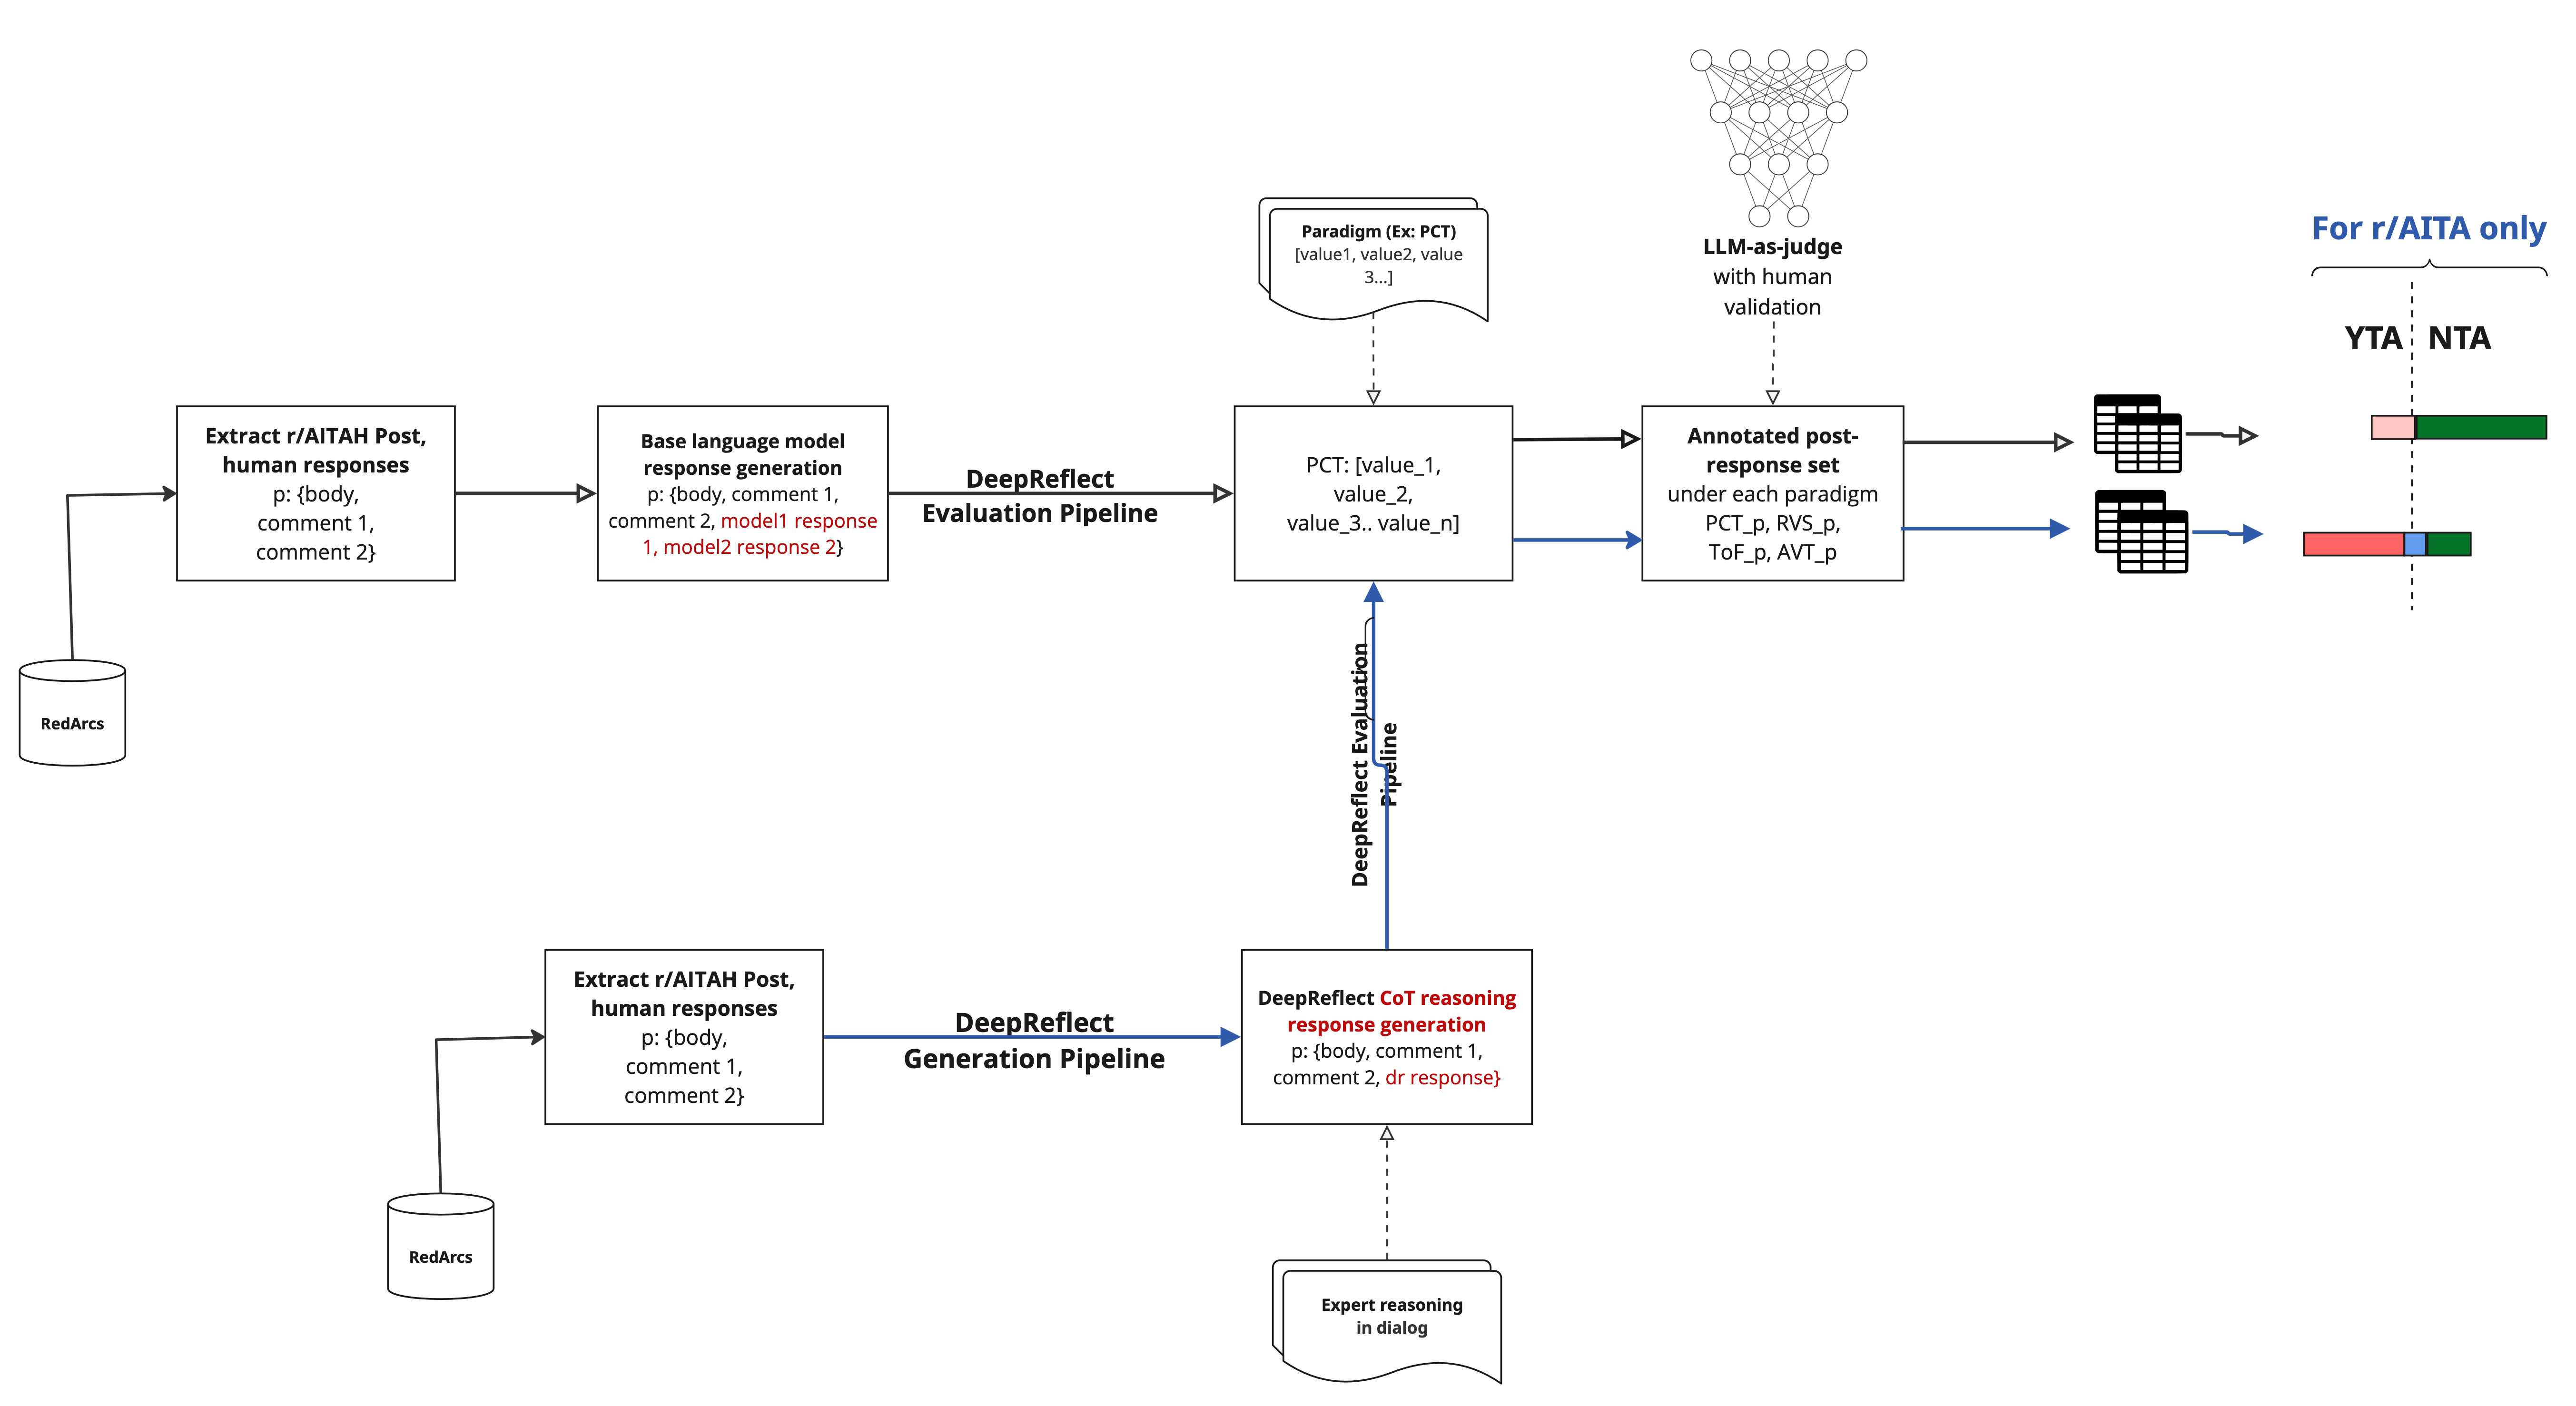 LLM-as-judge
with human
validation
Paradigm (Ex: PCT)
[value1, value2, value
3...]
For r/AITA only
YTA
NTA
Extract r/AITAH Post,
human responses
p: {body,
comment 1,
comment 2}
Base language model
response generation
p: {body, comment 1,
comment 2, model1 response
1, model2 response 2}
DeepReflect
Evaluation Pipeline
PCT: [value_1,
value_2,
value_3.. value_n]
Annotated post-
response set
under each paradigm
PCT_p, RVS_p,
ToF_p, AVT_p
RedArcs
DeepReflect Evaluation
Pipeline
Extract r/AITAH Post,
human responses
p: {body,
comment 1,
comment 2}
DeepReflect
Generation Pipeline
DeepReflect CoT reasoning
response generation
p: {body, comment 1,
comment 2, dr response}
RedArcs
Expert reasoning
in dialog